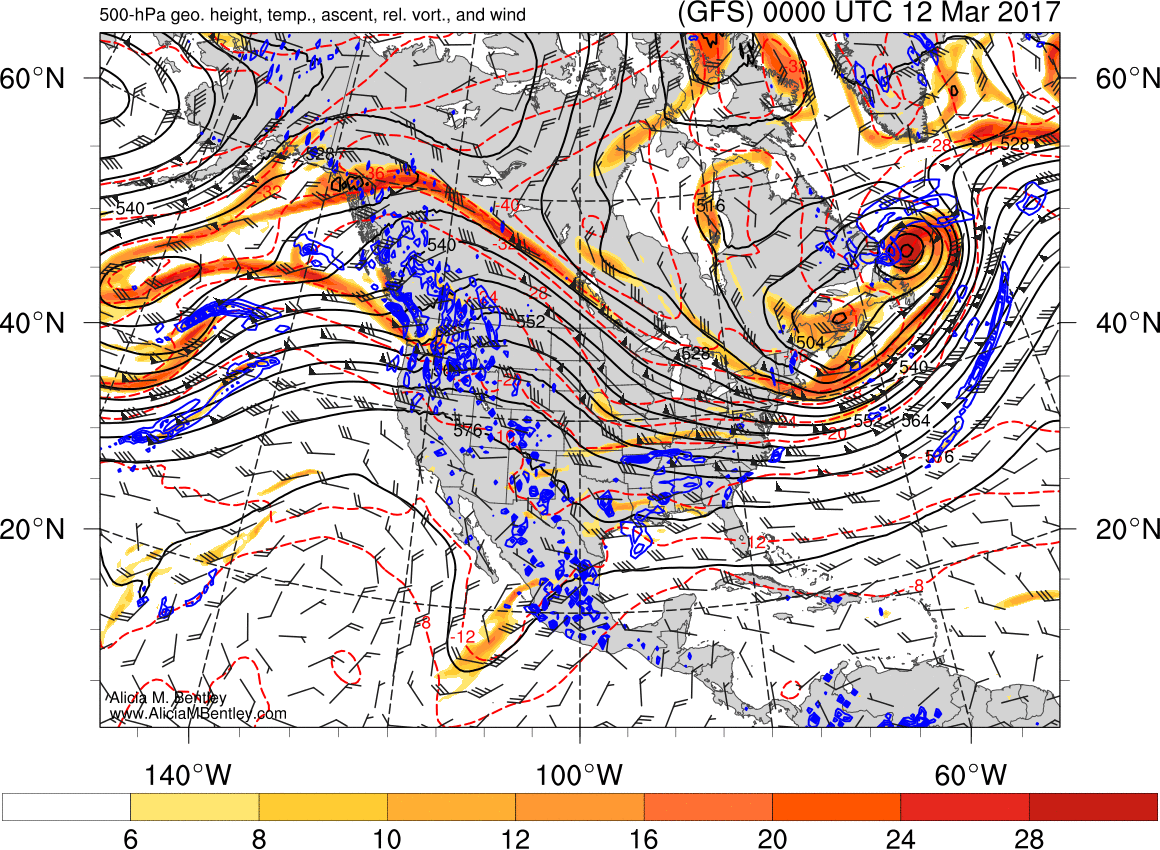 500-hPa geo. height, temp., ascent, rel. vort., and wind
(GFS) 0000 UTC 12 Mar 2017
60°N 60°N
-32
528
-28 -24 528
-36
-32
540 -40 516
540
-28
40°N 552 504 40°N
528
540
-24
576 -16 -20 552 564
576
20°N -12 20°N
-8
-8
-12
Alicia M. Bentley
www.AliciaMBentley.com
140°W 100°W 60°W
6 8 10 12 16 20 24 28